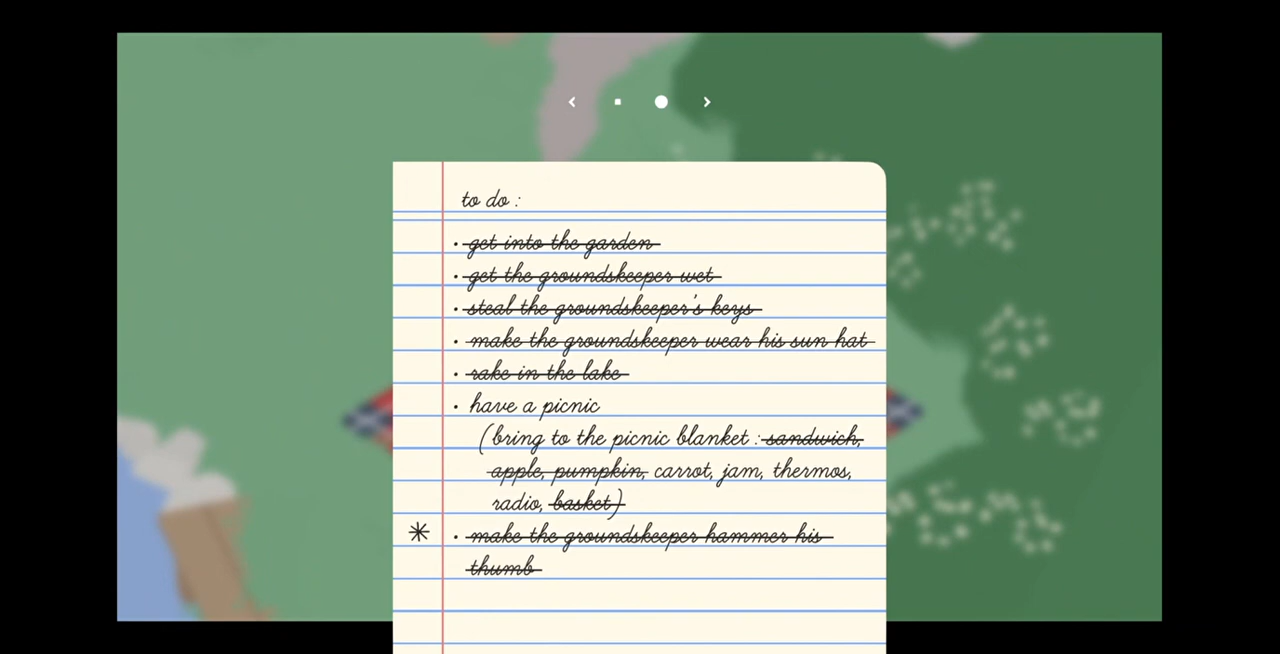 to do :
• get into the garden
• get the groundskeeper wet
• steal the groundskeeper's keys
• make the groundskeeper wear his sun hat
• rake in the lake
• have a picnic
(bring to the picnic blanket : sandwich,
apple, pumpkin, carrot, jam, thermos,
radio, basket)
• make the groundskeeper hammer his
thumb